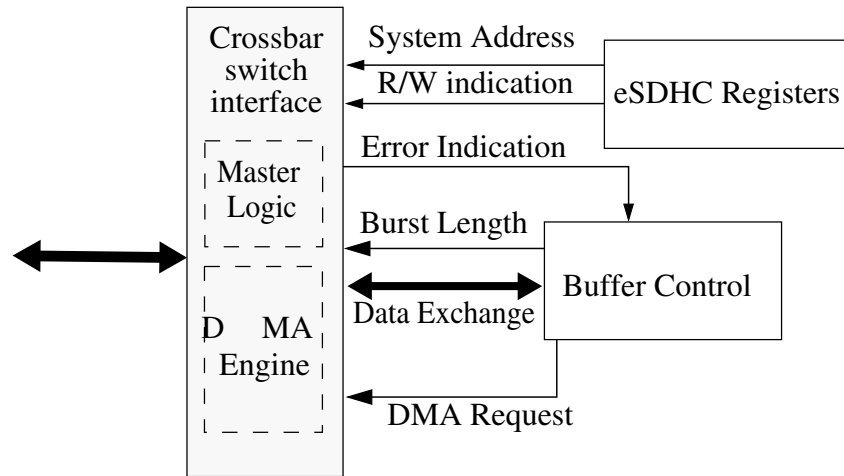 Crossbar
switch
interface
System Address
R/W indication
eSDHC Registers
Master
Logic
Error Indication
Burst Length
Buffer Control
Data Exchange
D MA
Engine
DMA Request